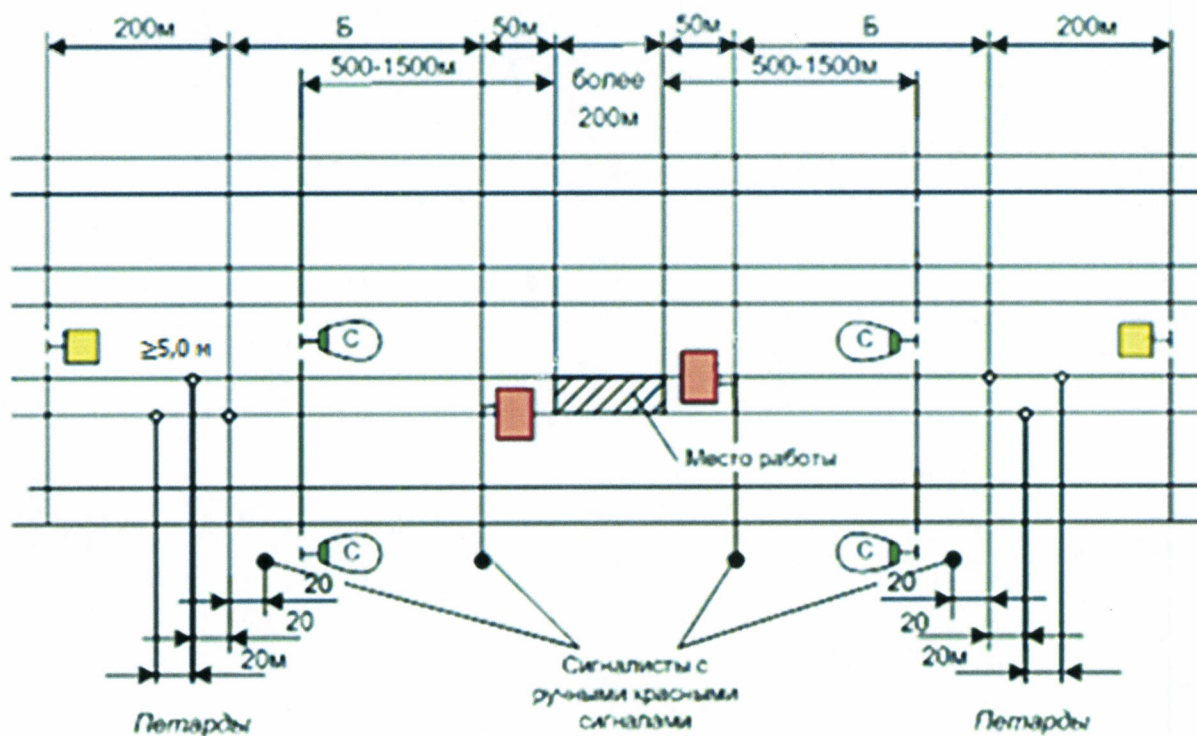 200м Б 50м 50м Б 200м
500-1500м более 500-1500м
200м
≥5,0 м С С
Место работы
С С
20 20
20 20
20м 20м
Сигналисты с
ручными красными
сигналами
Петарды Петарды